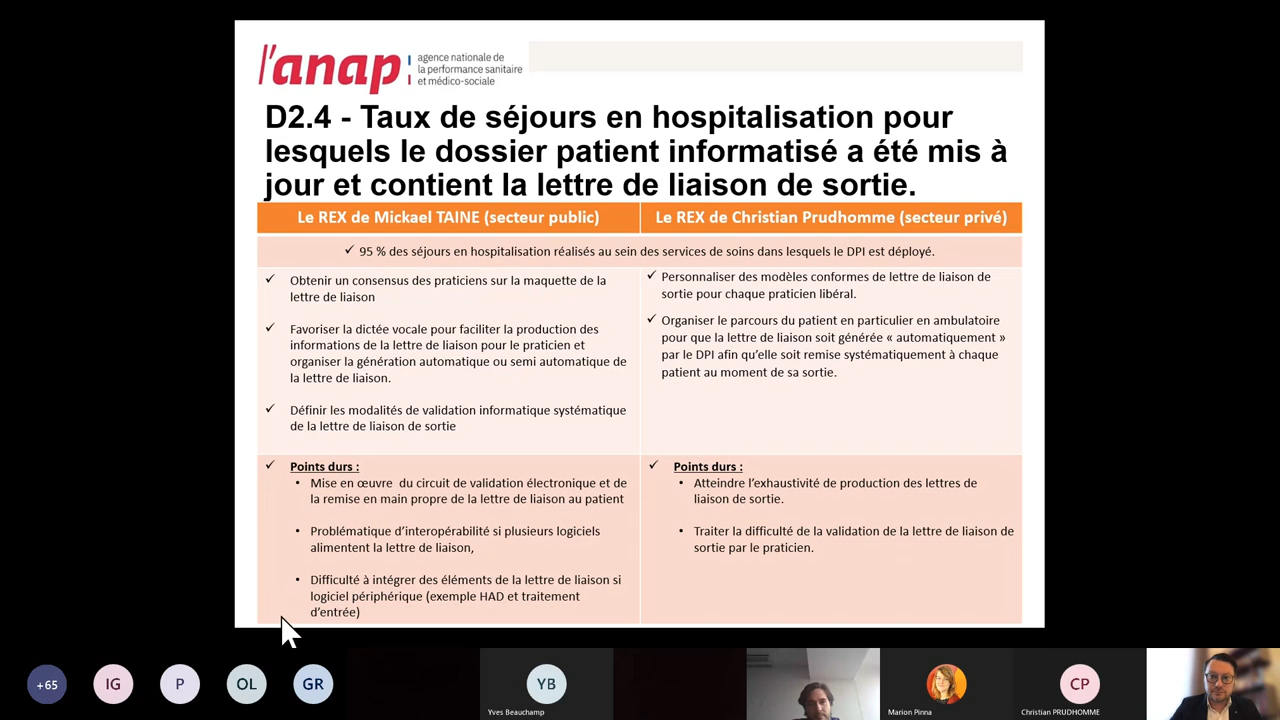 l'anap
agence nationale de
la performance sanitaire
et médico-sociale
D2.4 - Taux de séjours en hospitalisation pour
lesquels le dossier patient informatisé a été mis à
jour et contient la lettre de liaison de sortie.
Le REX de Mickael TAINE (secteur public)
Le REX de Christian Prudhomme (secteur privé)
✓ 95 % des séjours en hospitalisation réalisés au sein des services de soins dans lesquels le DPI est déployé.
✓ Obtenir un consensus des praticiens sur la maquette de la
lettre de liaison
✓ Favoriser la dictée vocale pour faciliter la production des
informations de la lettre de liaison pour le praticien et
organiser la génération automatique ou semi automatique de
la lettre de liaison.
✓ Définir les modalités de validation informatique systématique
de la lettre de liaison de sortie
✓ Personnaliser des modèles conformes de lettre de liaison de
sortie pour chaque praticien libéral.
✓ Organiser le parcours du patient en particulier en ambulatoire
pour que la lettre de liaison soit générée « automatiquement »
par le DPI afin qu'elle soit remise systématiquement à chaque
patient au moment de sa sortie.
✓ Points durs :
• Mise en œuvre du circuit de validation électronique et de
la remise en main propre de la lettre de liaison au patient
• Problématique d'interopérabilité si plusieurs logiciels
alimentent la lettre de liaison,
• Difficulté à intégrer des éléments de la lettre de liaison si
logiciel périphérique (exemple HAD et traitement
d'entrée)
✓ Points durs :
• Atteindre l'exhaustivité de production des lettres de
liaison de sortie.
• Traiter la difficulté de la validation de la lettre de liaison de
sortie par le praticien.
+65
IG
P
OL
GR
YB
Yves Beauchamp
Marion Pinna
CP
Christian PRUDHOMME